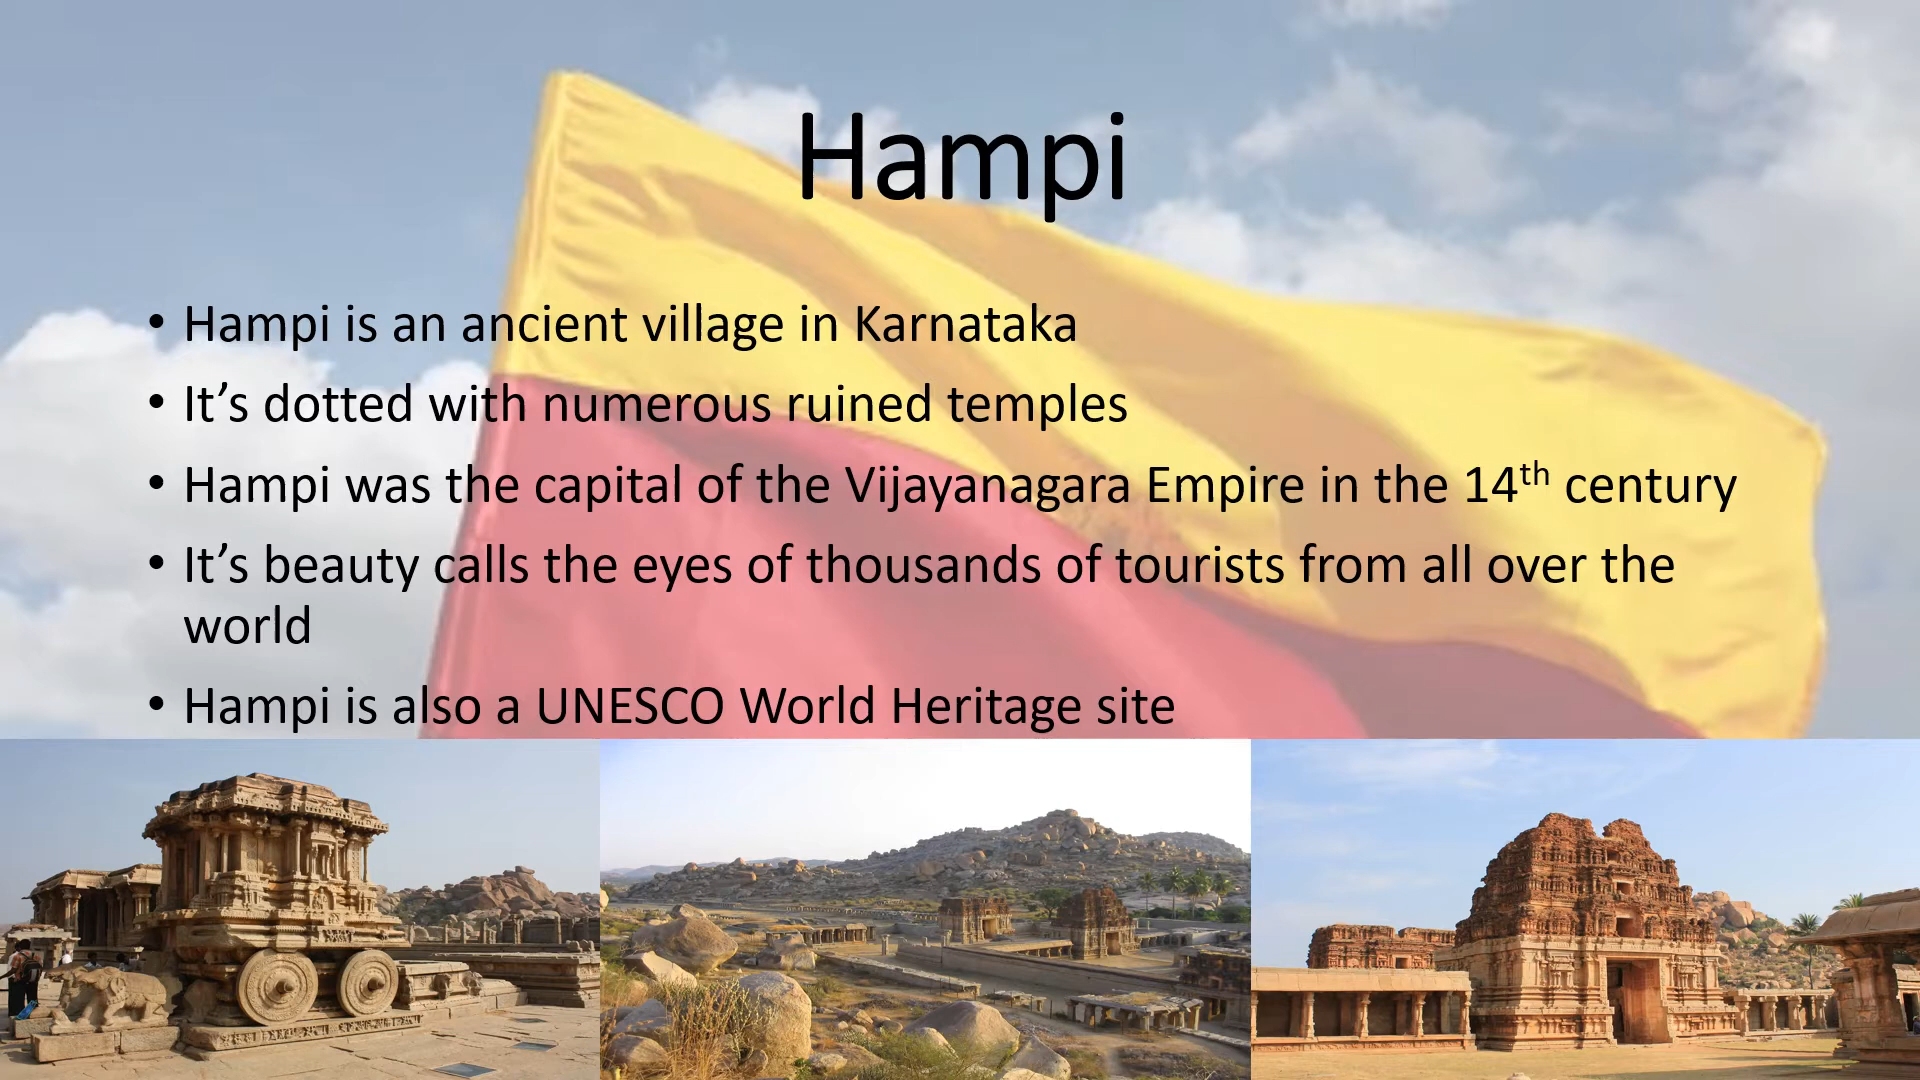 Hampi
• Hampi is an ancient village in Karnataka
• It’s dotted with numerous ruined temples
• Hampi was the capital of the Vijayanagara Empire in the 14th century
• It’s beauty calls the eyes of thousands of tourists from all over the
world
• Hampi is also a UNESCO World Heritage site